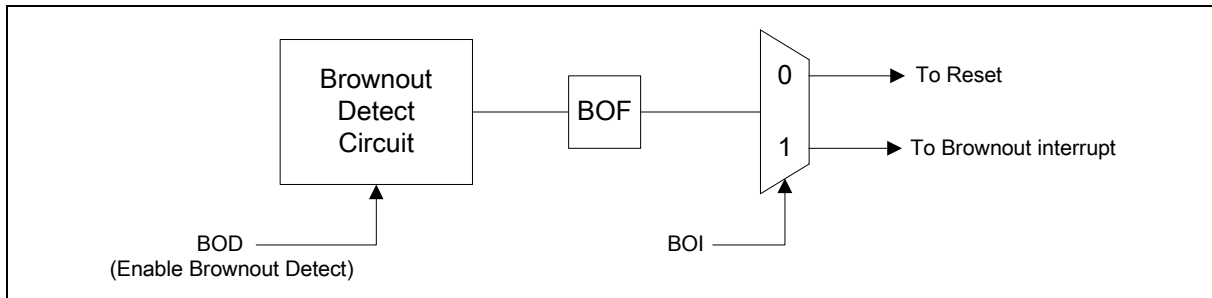 Brownout
Detect
Circuit
BOF
0
1
To Reset
To Brownout interrupt
BOD
(Enable Brownout Detect)
BOI